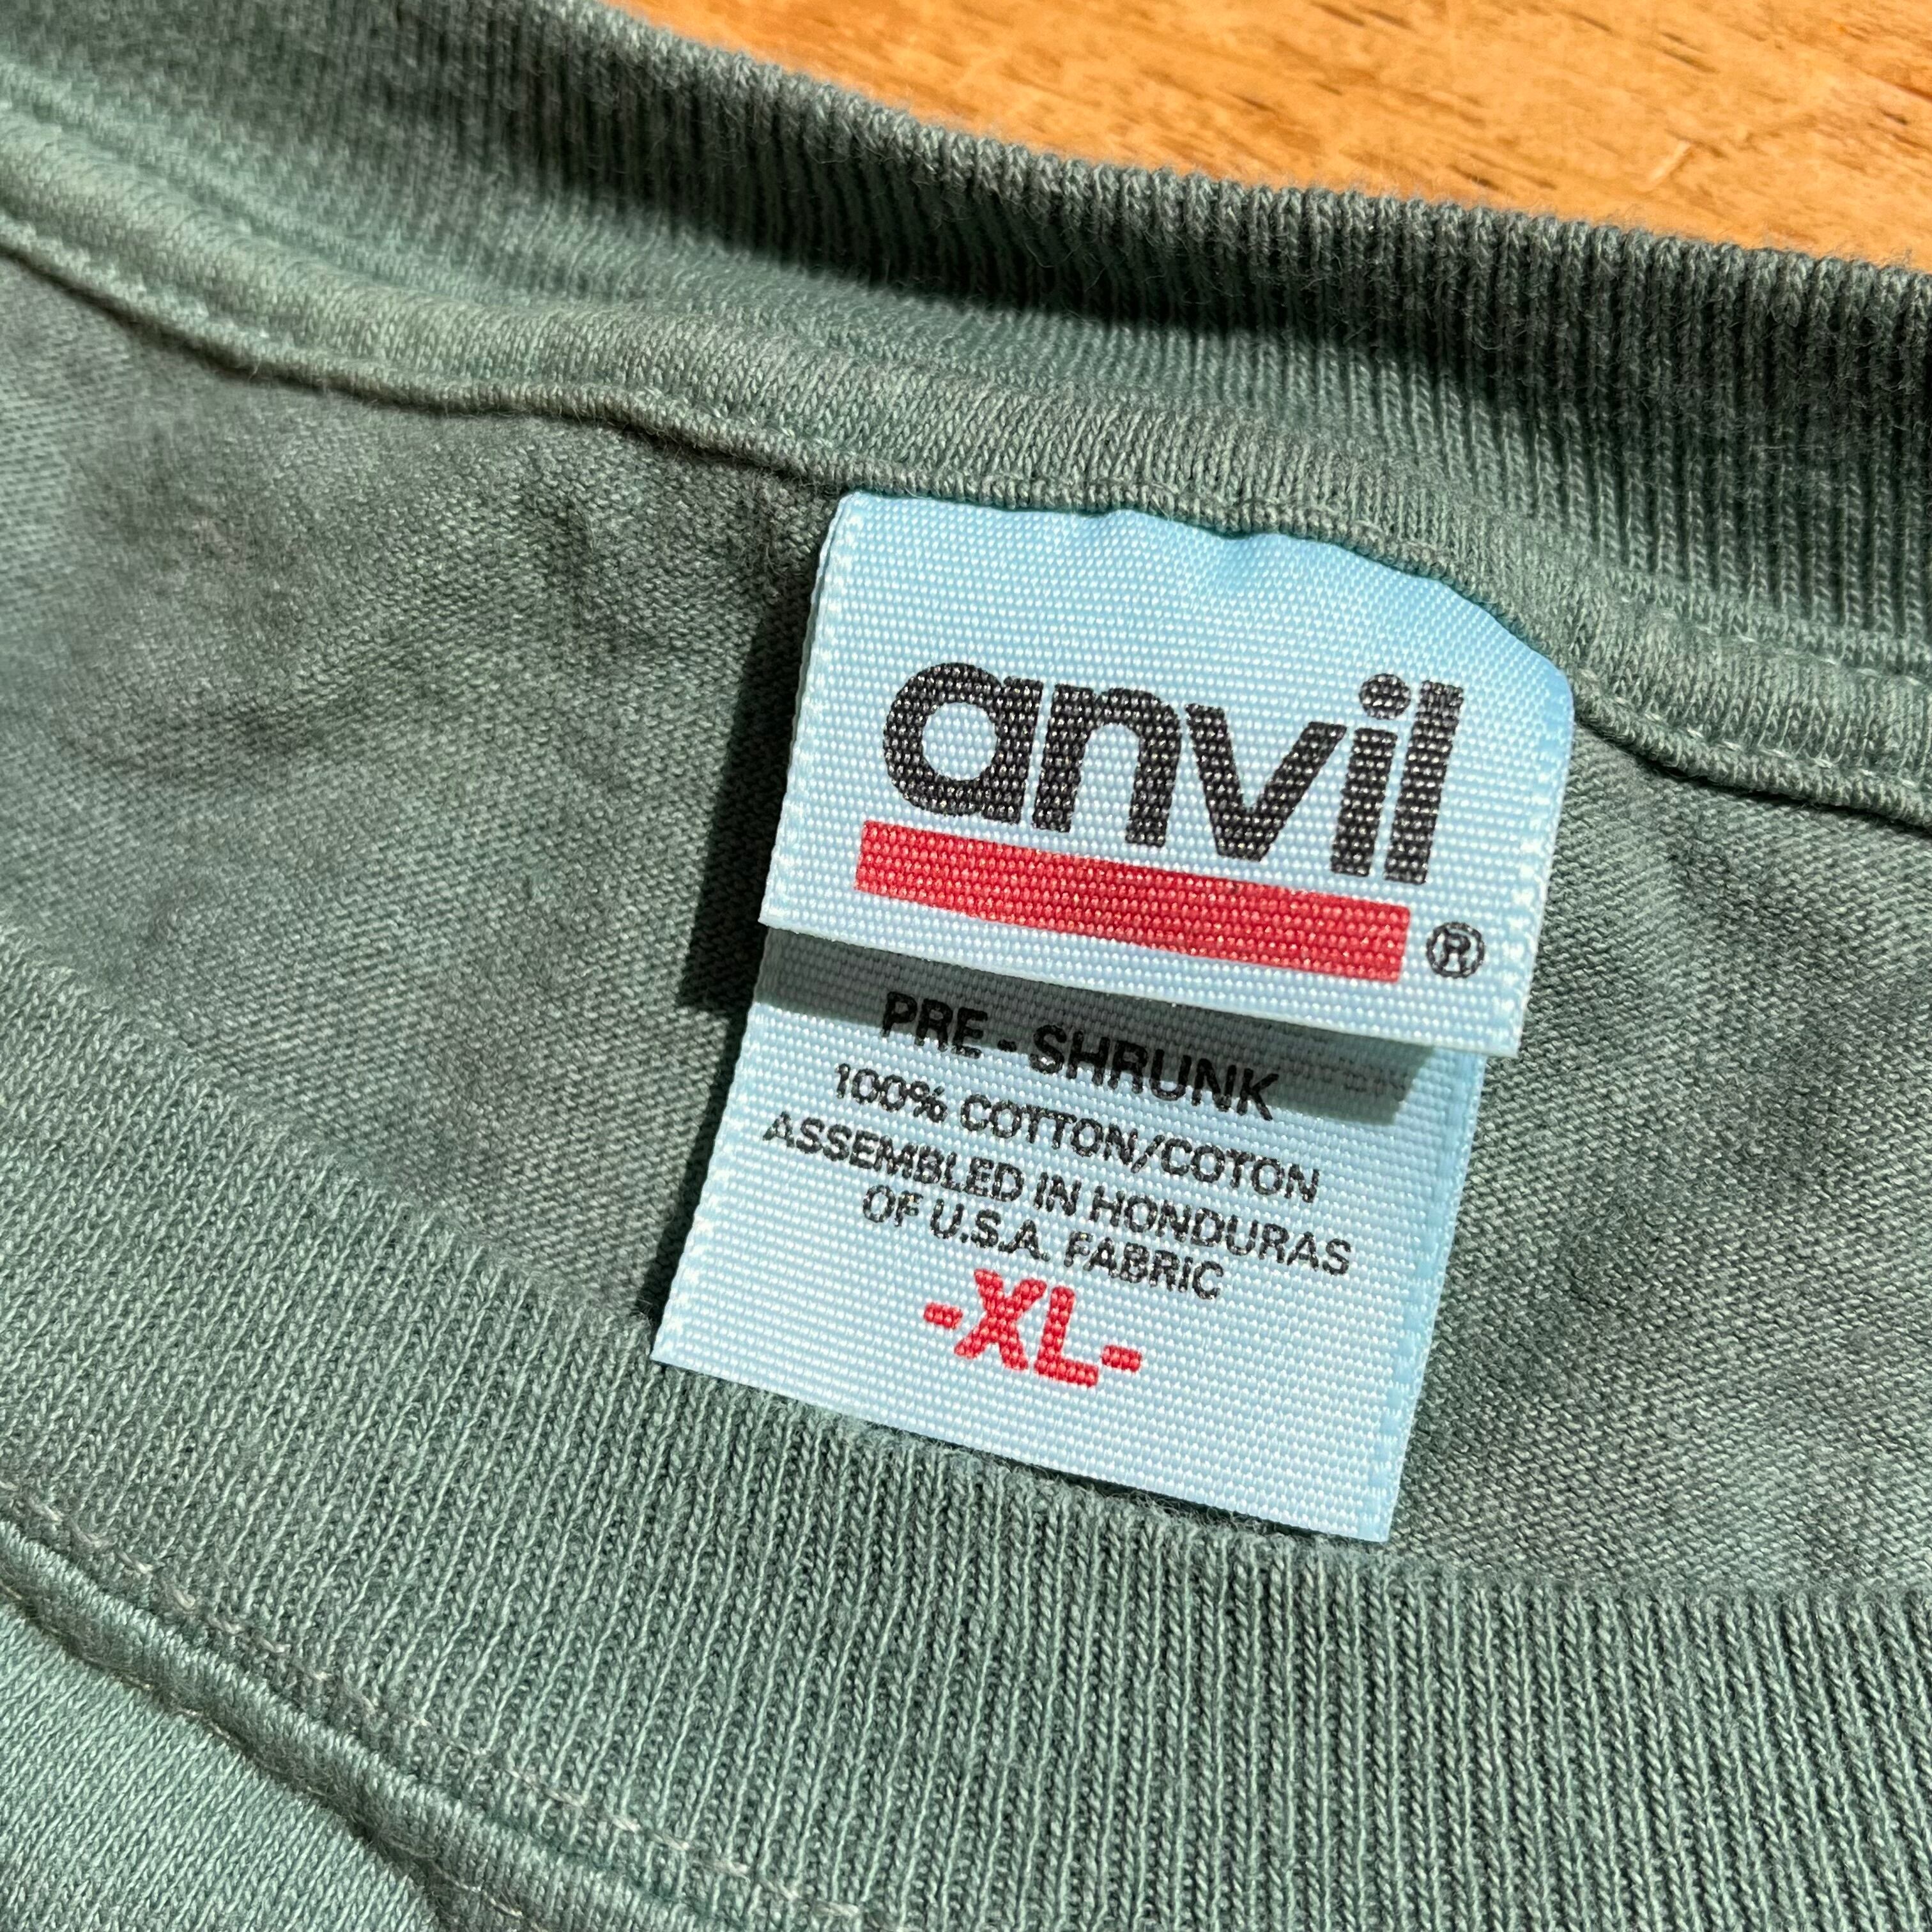 anvil
®
PRE-SHRUNK
100% COTTON/COTON
ASSEMBLED IN HONDURAS
OF U.S.A. FABRIC
-XL-